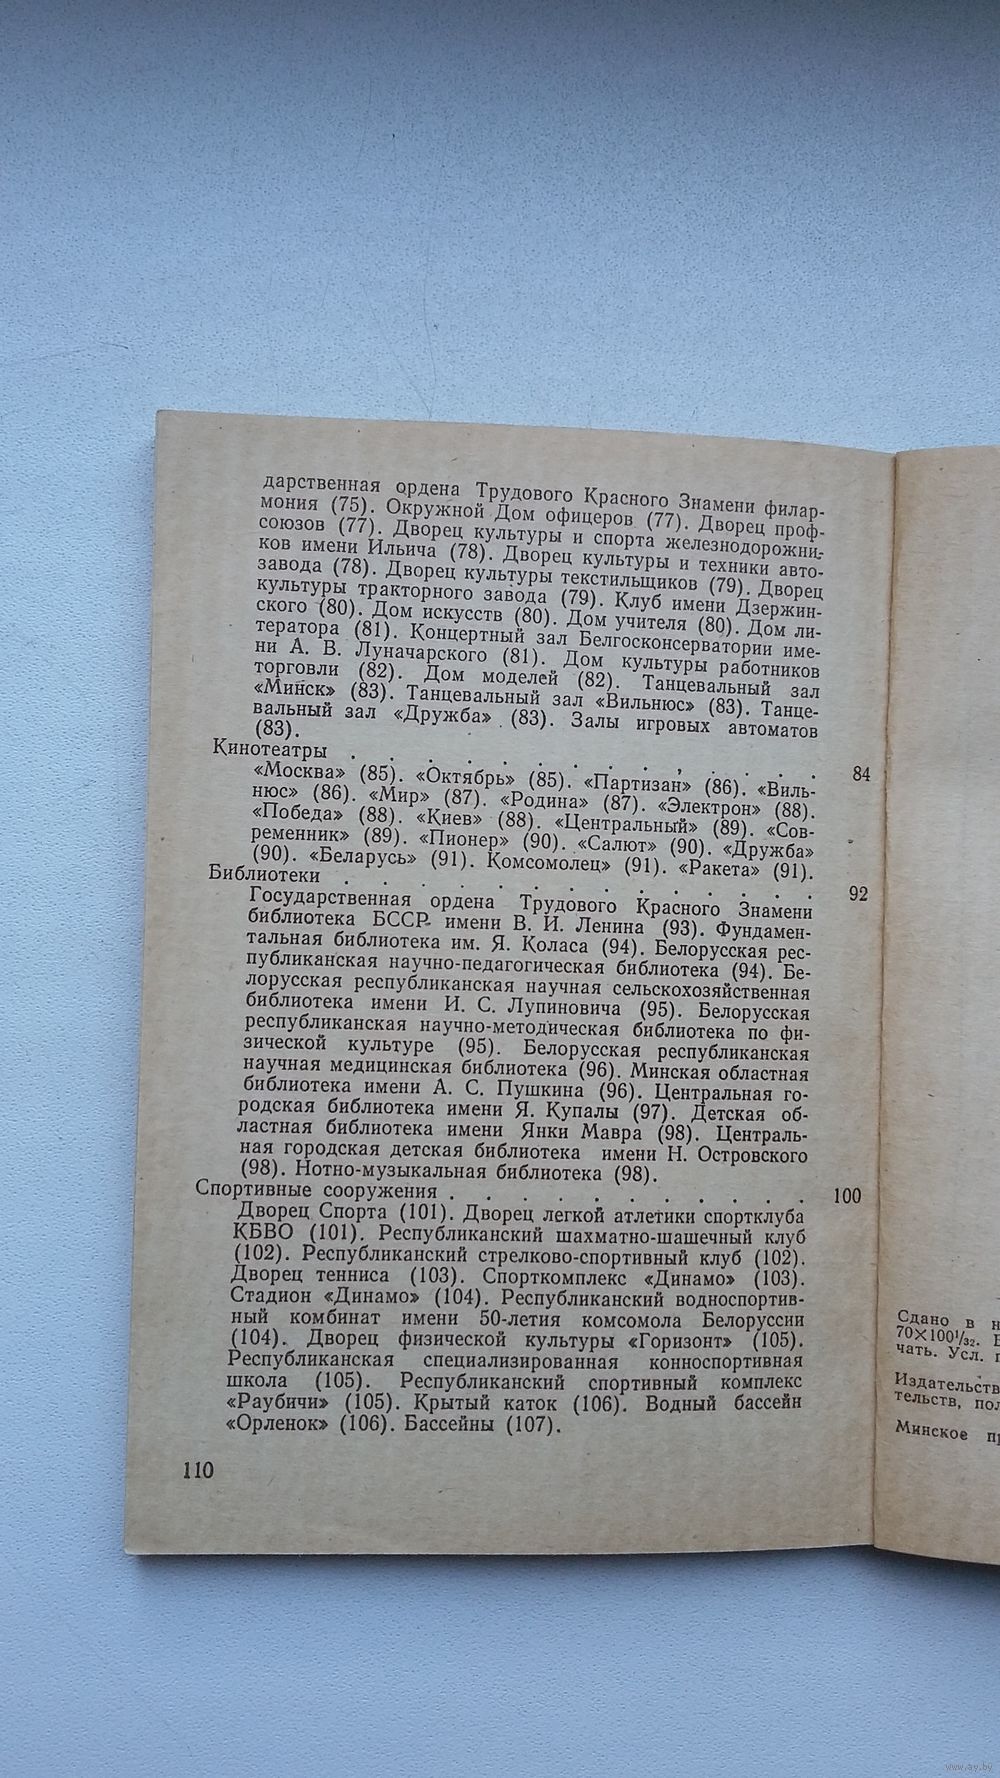 дарственная ордена Трудового Красного Знамени филар-
мония (75). Окружной Дом офицеров (77). Дворец проф-
союзов (77). Дворец культуры и спорта железнодорожни-
ков имени Ильича (78). Дворец культуры и техники авто-
завода (78). Дворец культуры текстильщиков (79). Дворец
культуры тракторного завода (79). Клуб имени Дзержин-
ского (80). Дом искусств (80). Дом учителя (80). Дом ли-
тератора (81). Концертный зал Белгосконсерватории име-
ни А. В. Луначарского (81). Дом культуры работников
торговли (82). Дом моделей (82). Танцевальный зал
«Минск» (83). Танцевальный зал «Вильнюс» (83). Танце-
вальный зал «Дружба» (83). Залы игровых автоматов
(83).
Кинотеатры . . . . . . . . . . . . . 84
«Москва» (85). «Октябрь» (85). «Партизан» (86). «Виль-
нюс» (86). «Мир» (87). «Родина» (87). «Электрон» (88).
«Победа» (88). «Киев» (88). «Центральный» (89). «Сов-
ременник» (89). «Пионер» (90). «Салют» (90). «Дружба»
(90). «Беларусь» (91). Комсомолец» (91). «Ракета» (91).
Библиотеки . . . . . . . . . . . . . 92
Государственная ордена Трудового Красного Знамени
библиотека БССР имени В. И. Ленина (93). Фундамен-
тальная библиотека им. Я. Коласа (94). Белорусская рес-
публиканская научно-педагогическая библиотека (94). Бе-
лорусская республиканская научная сельскохозяйственная
библиотека имени И. С. Лупиновича (95). Белорусская
республиканская научно-методическая библиотека по фи-
зической культуре (95). Белорусская республиканская
научная медицинская библиотека (96). Минская областная
библиотека имени А. С. Пушкина (96). Центральная го-
родская библиотека имени Я. Купалы (97). Детская об-
ластная библиотека имени Янки Мавра (98). Централь-
ная городская детская библиотека имени Н. Островского
(98). Нотно-музыкальная библиотека (98).
Спортивные сооружения . . . . . . . . . . 100
Дворец Спорта (101). Дворец легкой атлетики спортклуба
КБВО (101). Республиканский шахматно-шашечный клуб
(102). Республиканский стрелково-спортивный клуб (102).
Дворец тенниса (103). Спорткомплекс «Динамо» (103).
Стадион «Динамо» (104). Республиканский водноспортив-
ный комбинат имени 50-летия комсомола Белоруссии
(104). Дворец физической культуры «Горизонт» (105).
Республиканская специализированная конноспортивная
школа (105). Республиканский спортивный комплекс
«Раубичи» (105). Крытый каток (106). Водный бассейн
«Орленок» (106). Бассейны (107).
110
Сдано в н
70×100¹/₃₂.
чать. Усл. п
Издательств
тельств, пол
Минское пр
www.ay.by